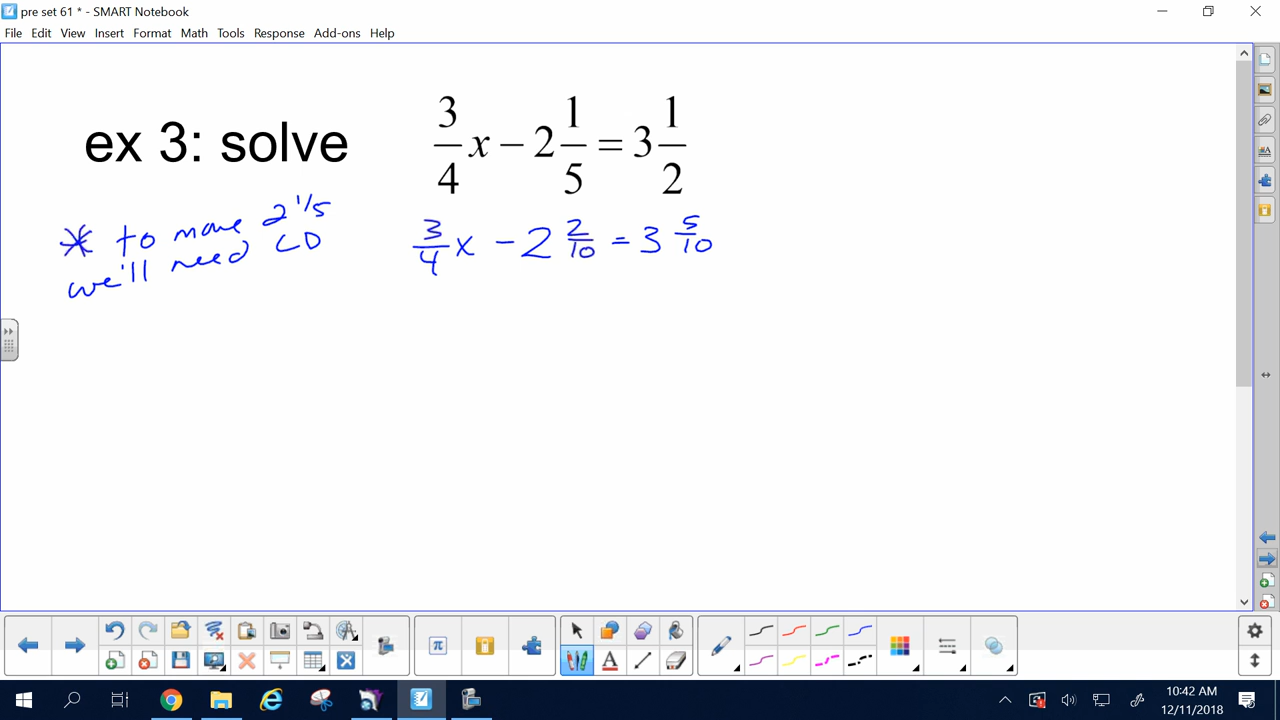 pre set 61 * - SMART Notebook
File Edit View Insert Format Math Tools Response Add-ons Help
ex 3: solve 3/4 x − 2 1/5 = 3 1/2
* to move 2 1/5
we'll need CD
3/4 x − 2 2/10 = 3 5/10
10:42 AM
12/11/2018